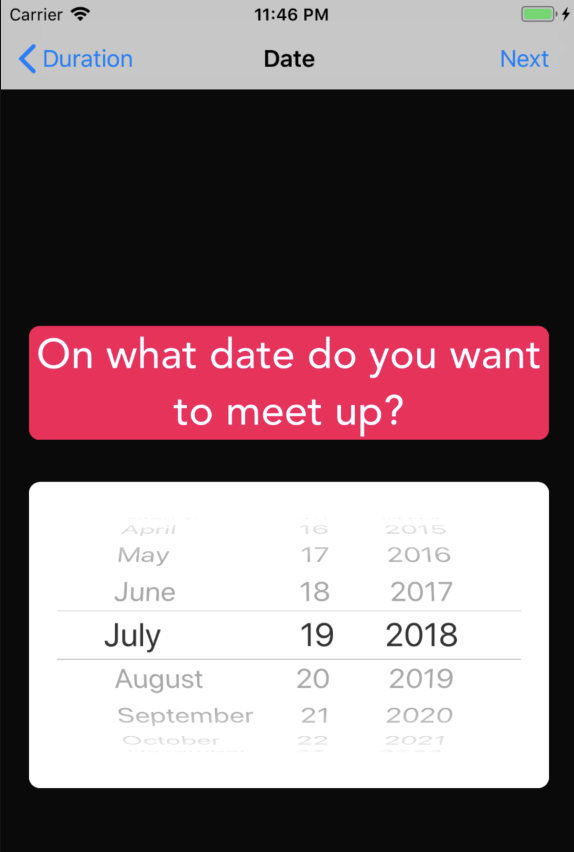 Carrier 11:46 PM
Duration Date Next
On what date do you want
to meet up?
April 16 2015
May 17 2016
June 18 2017
July 19 2018
August 20 2019
September 21 2020
October 22 2021